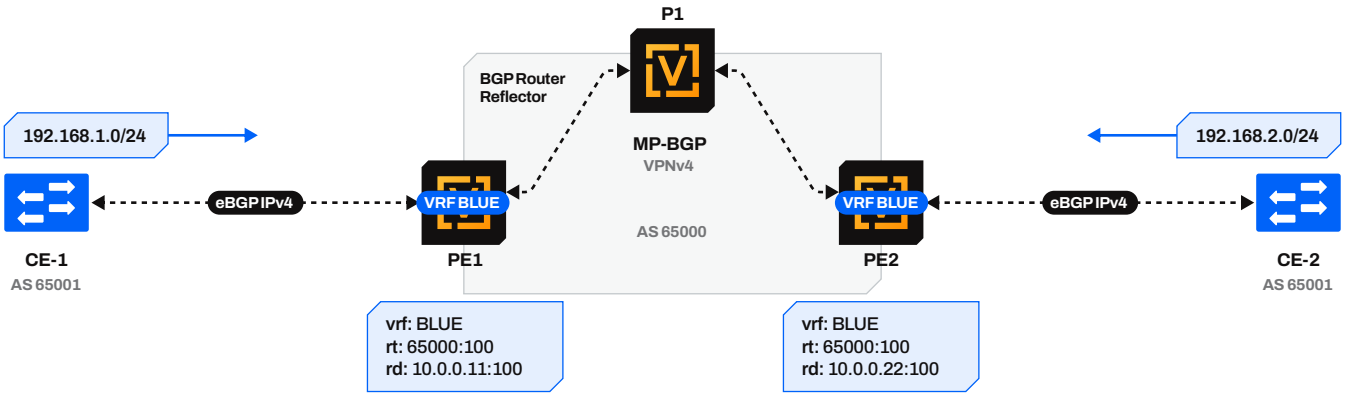 P1
BGP Router
Reflector
192.168.1.0/24
192.168.2.0/24
MP-BGP
VPNv4
eBGP IPv4
VRF BLUE
VRF BLUE
eBGP IPv4
AS 65000
CE-1
AS 65001
PE1
PE2
CE-2
AS 65001
vrf: BLUE
rt: 65000:100
rd: 10.0.0.11:100
vrf: BLUE
rt: 65000:100
rd: 10.0.0.22:100